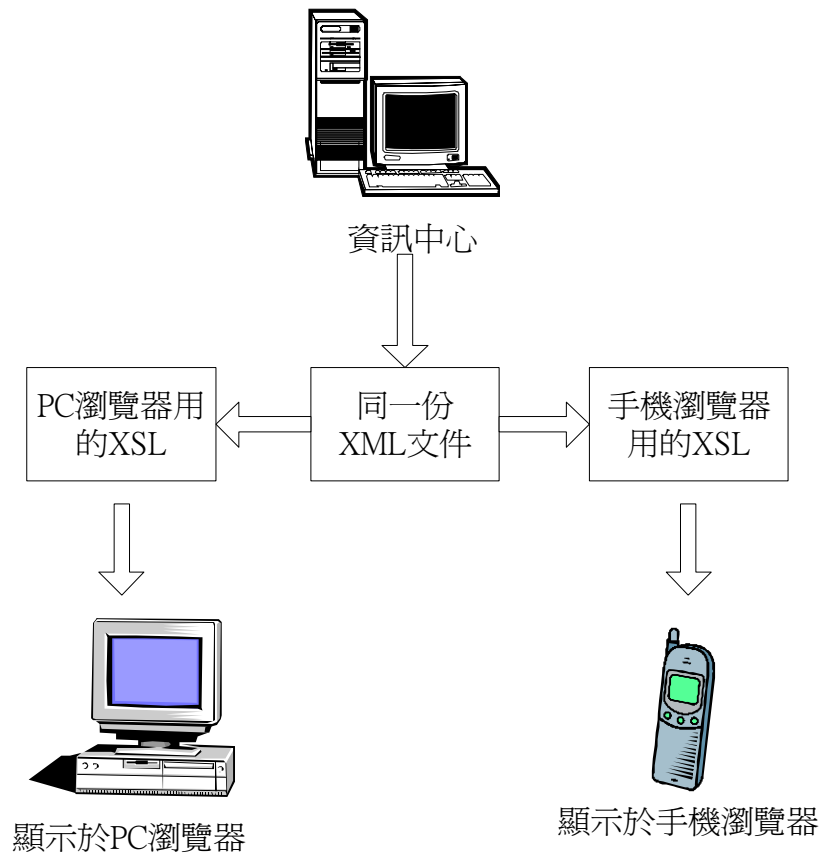 資訊中心
PC瀏覽器用
的XSL
同一份
XML文件
手機瀏覽器
用的XSL
顯示於PC瀏覽器
顯示於手機瀏覽器